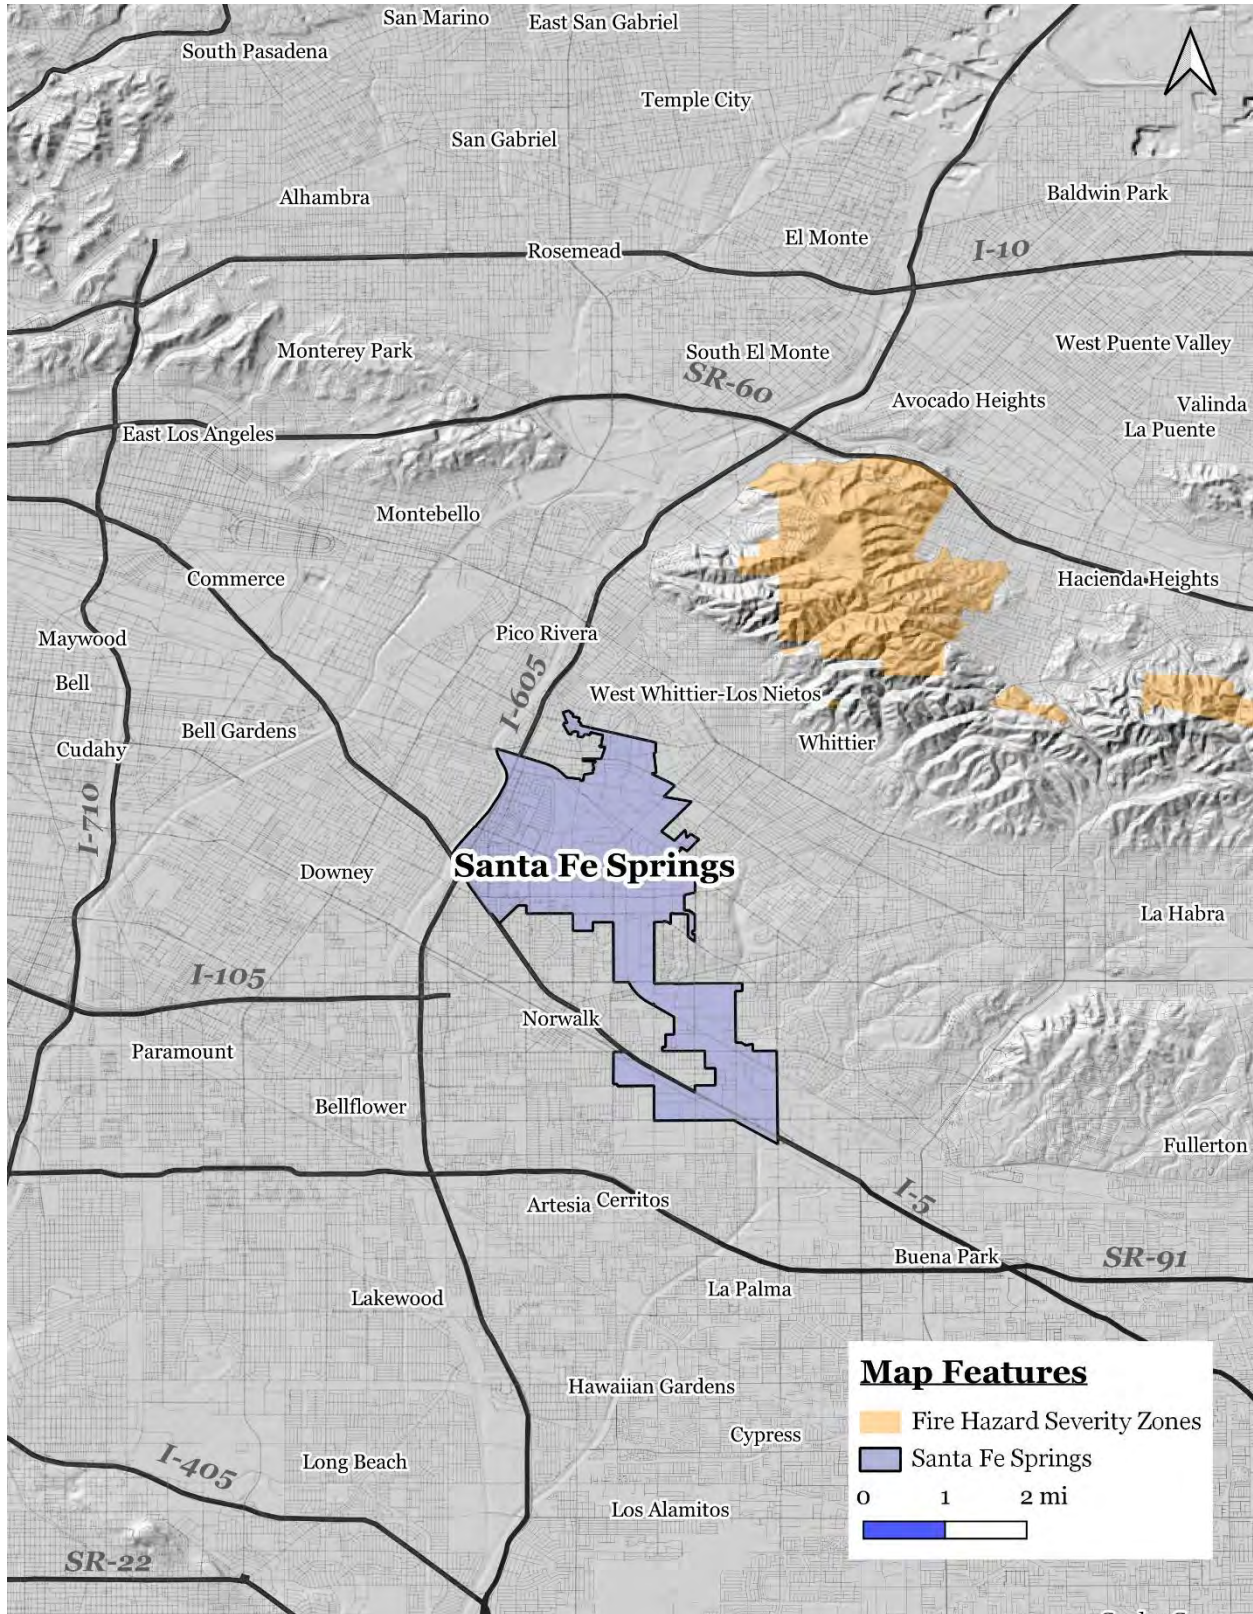 San Marino
East San Gabriel
South Pasadena
Temple City
San Gabriel
Alhambra
Baldwin Park
El Monte
Rosemead
I-10
Monterey Park
South El Monte
West Puente Valley
SR-60
Avocado Heights
Valinda
La Puente
East Los Angeles
Montebello
Commerce
Hacienda Heights
Maywood
Pico Rivera
Bell
I-605
West Whittier-Los Nietos
Bell Gardens
Cudahy
Whittier
I-710
Santa Fe Springs
Downey
La Habra
I-105
Norwalk
Paramount
Bellflower
Fullerton
Artesia
Cerritos
I-5
Buena Park
SR-91
La Palma
Lakewood
Map Features
Hawaiian Gardens
Fire Hazard Severity Zones
Cypress
Santa Fe Springs
I-405
Long Beach
0 1 2 mi
Los Alamitos
SR-22